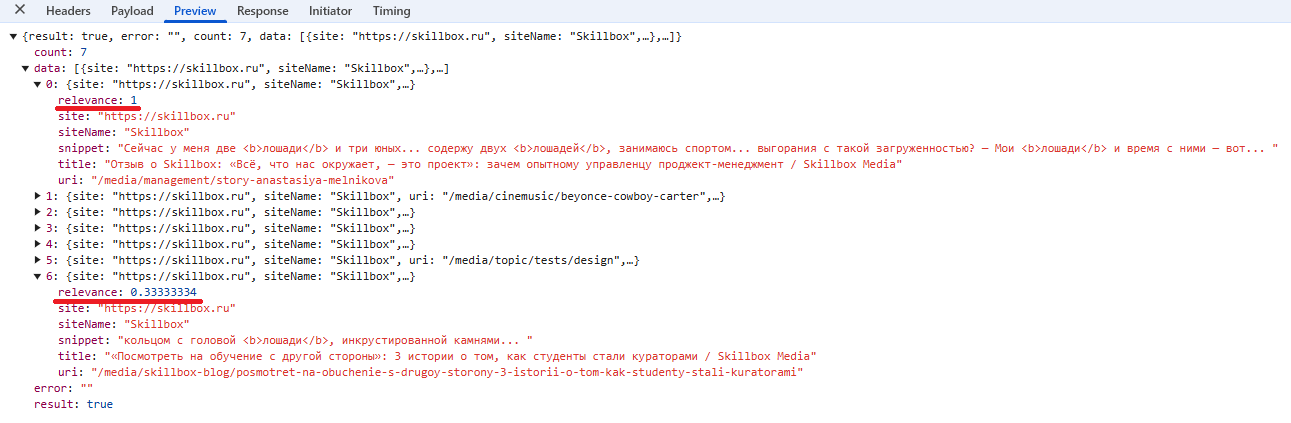 Headers Payload Preview Response Initiator Timing
{result: true, error: "", count: 7, data: [{site: "https://skillbox.ru", siteName: "Skillbox",…},…]}
count: 7
data: [{site: "https://skillbox.ru", siteName: "Skillbox",…},…]
0: {site: "https://skillbox.ru", siteName: "Skillbox",…}
relevance: 1
site: "https://skillbox.ru"
siteName: "Skillbox"
snippet: "Сейчас у меня две <b>лошади</b> и три юных... содержу двух <b>лошадей</b>, занимаюсь спортом... выгорания с такой загруженностью? — Мои <b>лошади</b> и время с ними — вот... "
title: "Отзыв о Skillbox: «Всё, что нас окружает, — это проект»: зачем опытному управленцу проджект-менеджмент / Skillbox Media"
uri: "/media/management/story-anastasiya-melnikova"
1: {site: "https://skillbox.ru", siteName: "Skillbox", uri: "/media/cinemusic/beyonce-cowboy-carter",…}
2: {site: "https://skillbox.ru", siteName: "Skillbox",…}
3: {site: "https://skillbox.ru", siteName: "Skillbox",…}
4: {site: "https://skillbox.ru", siteName: "Skillbox",…}
5: {site: "https://skillbox.ru", siteName: "Skillbox", uri: "/media/topic/tests/design",…}
6: {site: "https://skillbox.ru", siteName: "Skillbox",…}
relevance: 0.33333334
site: "https://skillbox.ru"
siteName: "Skillbox"
snippet: "кольцом с головой <b>лошади</b>, инкрустированной камнями... "
title: "«Посмотреть на обучение с другой стороны»: 3 истории о том, как студенты стали кураторами / Skillbox Media"
uri: "/media/skillbox-blog/posmotret-na-obuchenie-s-drugoy-storony-3-istorii-o-tom-kak-studenty-stali-kuratorami"
error: ""
result: true